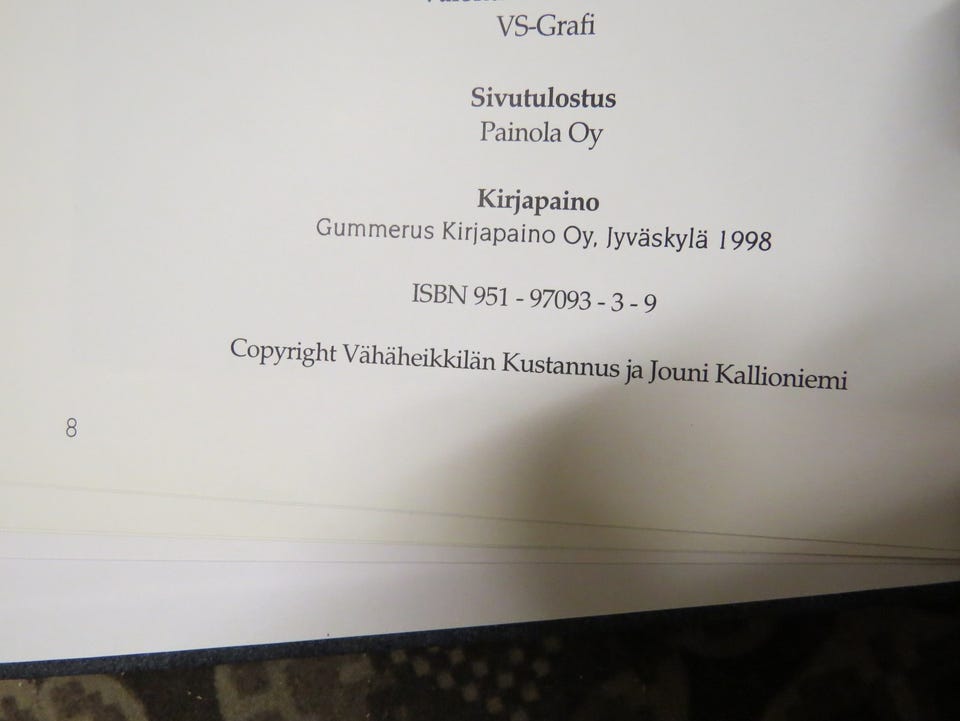 VS-Grafi
Sivutulostus
Painola Oy
Kirjapaino
Gummerus Kirjapaino Oy, Jyväskylä 1998
ISBN 951 - 97093 - 3 - 9
Copyright Vähäheikkilän Kustannus ja Jouni Kallioniemi
8